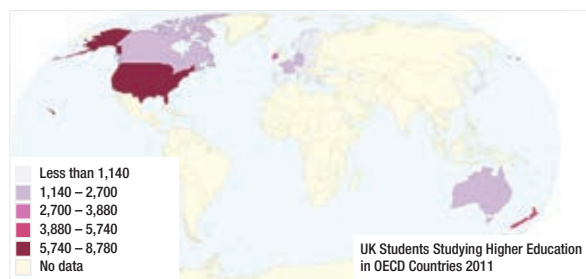 Less than 1,140
1,140 – 2,700
2,700 – 3,880
3,880 – 5,740
5,740 – 8,780
No data
UK Students Studying Higher Education
in OECD Countries 2011